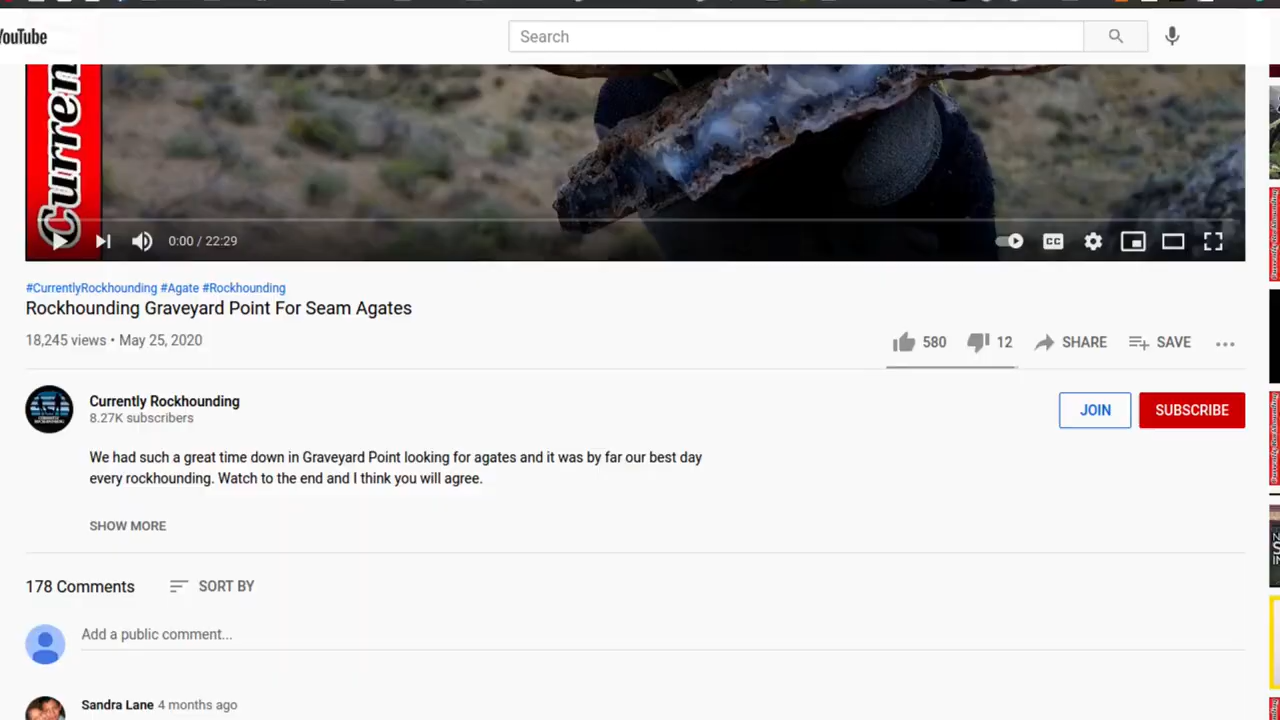 YouTube
Search
Curren
0:00 / 22:29
CC
#CurrentlyRockhounding #Agate #Rockhounding
Rockhounding Graveyard Point For Seam Agates
18,245 views • May 25, 2020
580
12
SHARE
SAVE
Currently Rockhounding
8.27K subscribers
JOIN
SUBSCRIBE
We had such a great time down in Graveyard Point looking for agates and it was by far our best day
every rockhounding. Watch to the end and I think you will agree.
SHOW MORE
178 Comments
SORT BY
Add a public comment...
Sandra Lane 4 months ago